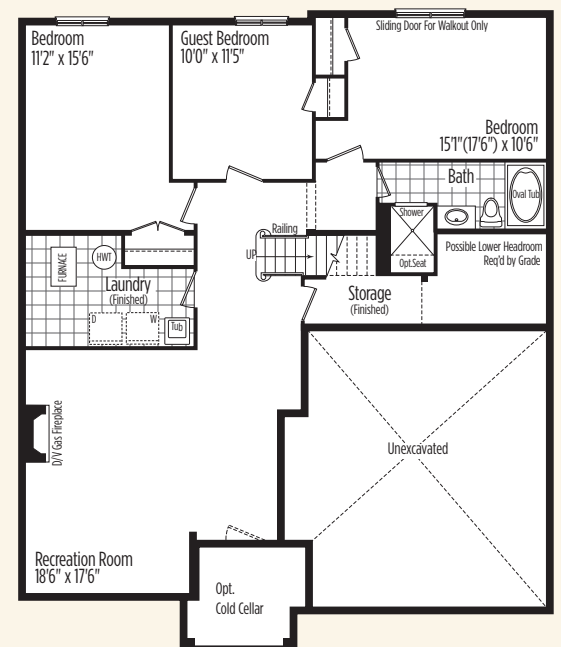 Bedroom
11'2" x 15'6"
Guest Bedroom
10'0" x 11'5"
Sliding Door For Walkout Only
Bedroom
15'1"(17'6") x 10'6"
Bath
Oval Tub
Shower
Opt.Seat
Railing
UP
Possible Lower Headroom
Req'd by Grade
FURNACE
HWT
Laundry
(Finished)
D
W
Tub
Storage
(Finished)
D/V Gas Fireplace
Unexcavated
Recreation Room
18'6" x 17'6"
Opt.
Cold Cellar